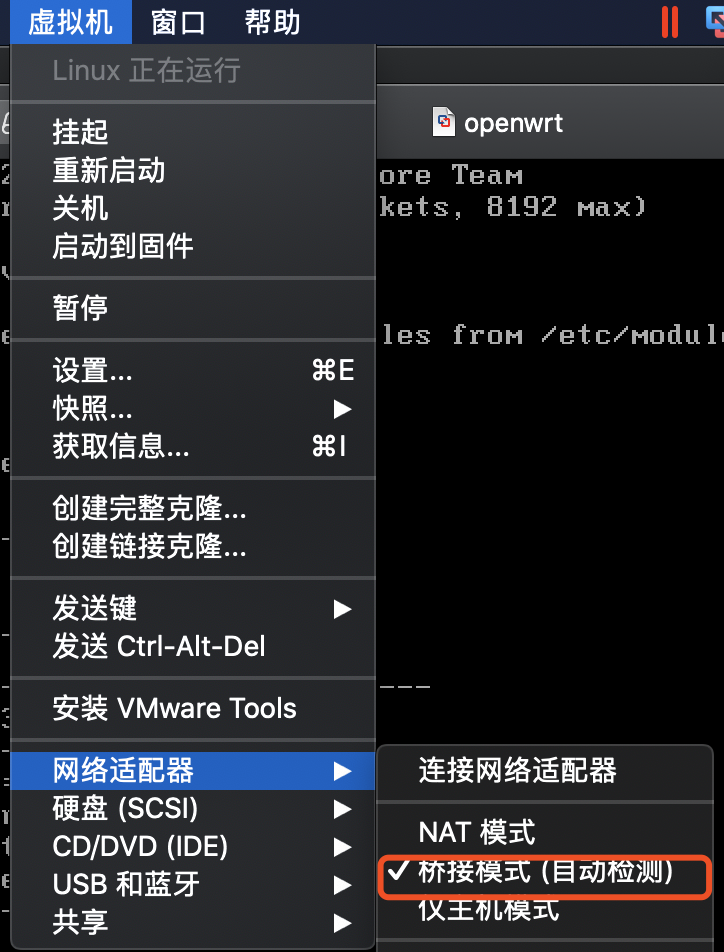 虚拟机 窗口 帮助
Linux 正在运行
openwrt
挂起
ore Team
重新启动
kets, 8192 max)
关机
启动到固件
暂停
les from /etc/modul
设置... ⌘E
快照... ▶
获取信息... ⌘I
创建完整克隆...
创建链接克隆...
发送键 ▶
发送 Ctrl-Alt-Del
---
安装 VMware Tools
网络适配器 ▶
连接网络适配器
硬盘 (SCSI) ▶
NAT 模式
CD/DVD (IDE) ▶
✓ 桥接模式 (自动检测)
USB 和蓝牙 ▶
仅主机模式
共享 ▶